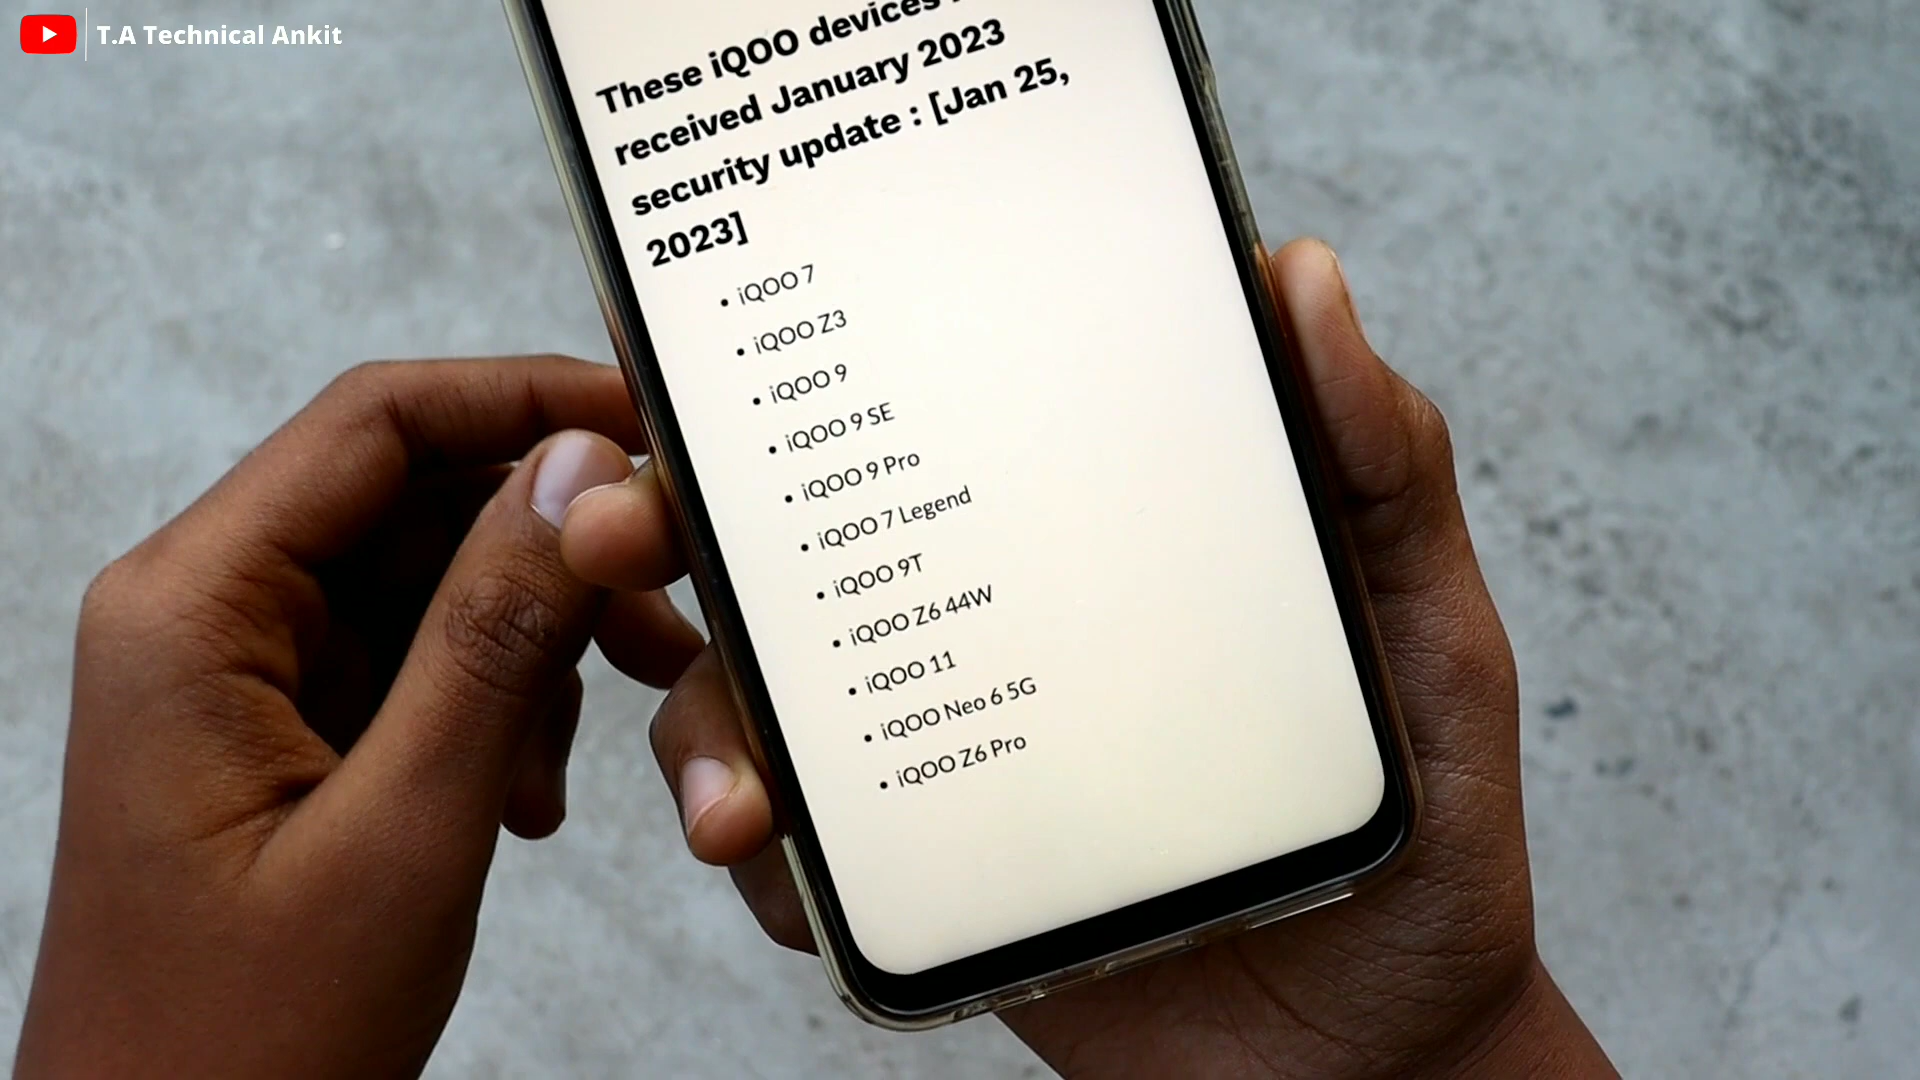 T.A Technical Ankit
These iQOO devices
received January 2023
security update : [Jan 25,
2023]
• iQOO 7
• iQOO Z3
• iQOO 9
• iQOO 9 SE
• iQOO 9 Pro
• iQOO 7 Legend
• iQOO 9T
• iQOO Z6 44W
• iQOO 11
• iQOO Neo 6 5G
• iQOO Z6 Pro